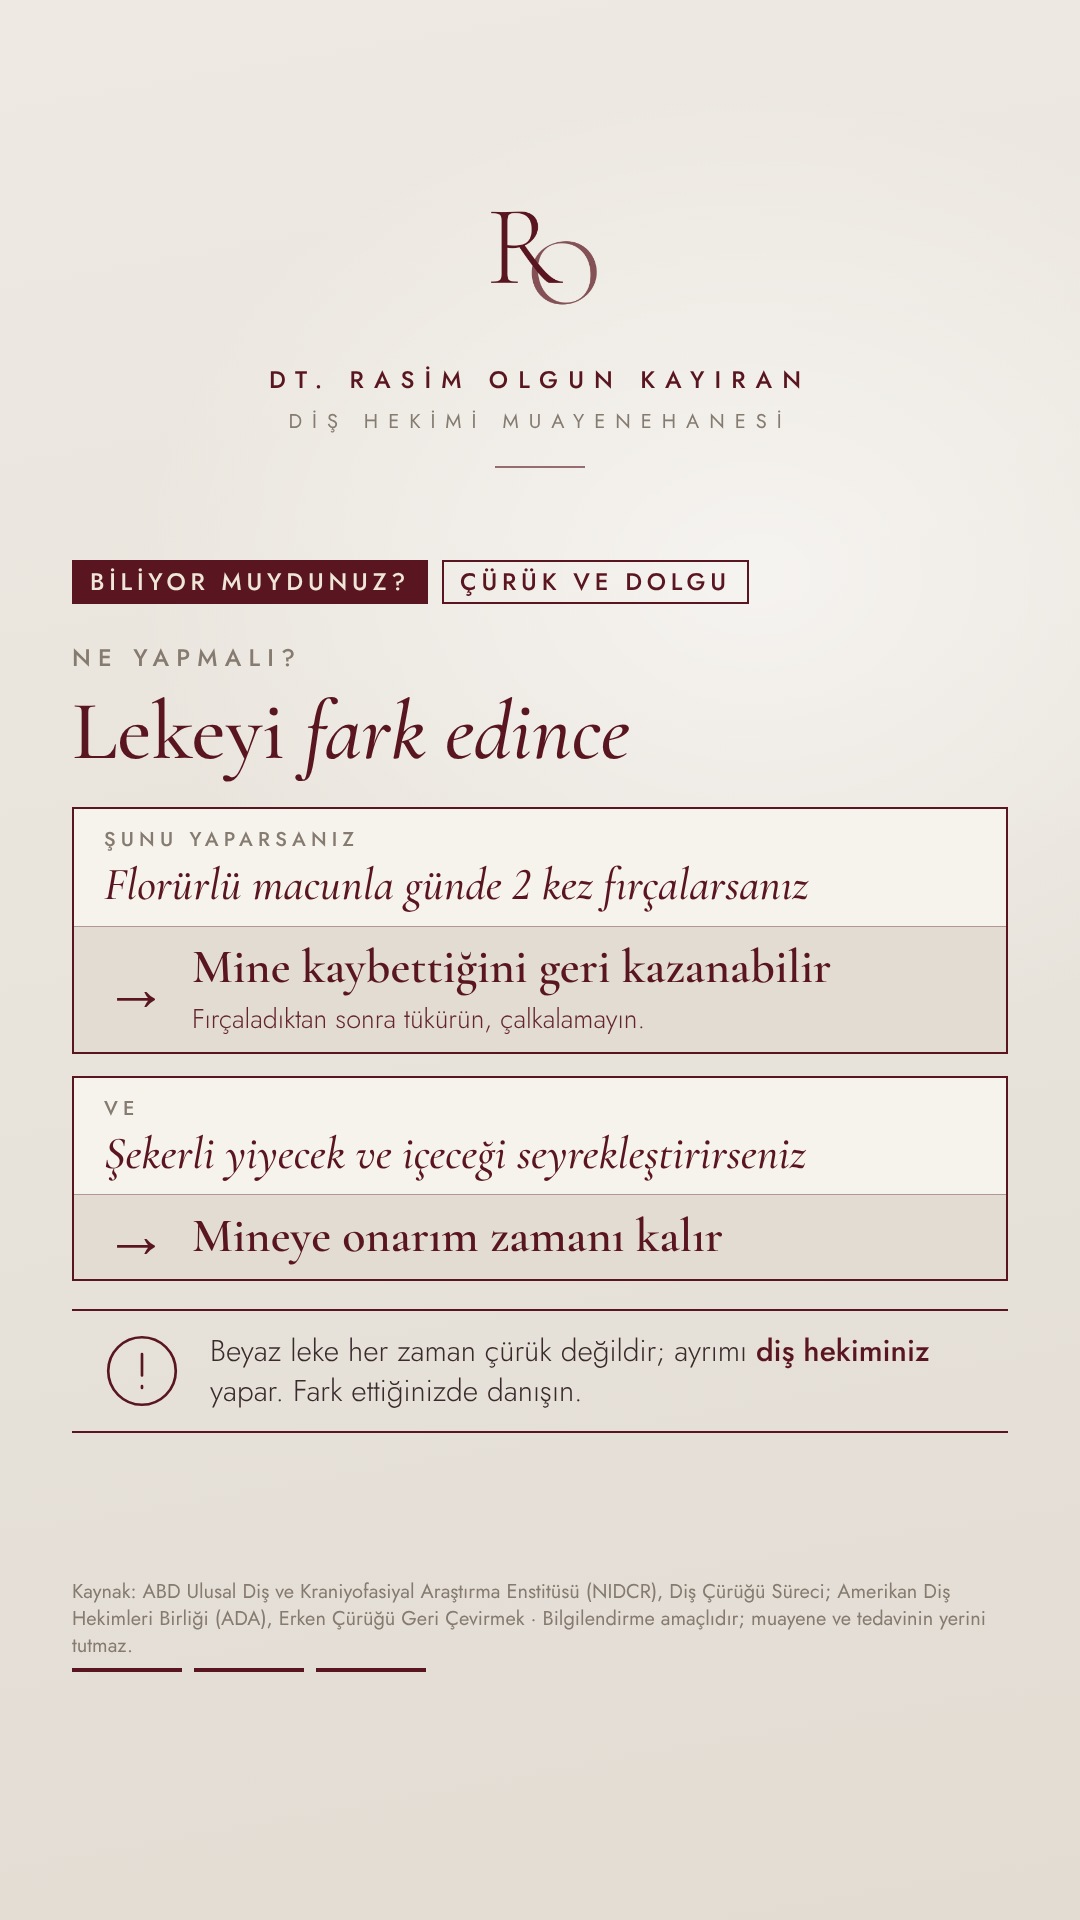 RO
DT. RASİM OLGUN KAYIRAN
DİŞ HEKİMİ MUAYENEHANESİ
BİLİYOR MUYDUNUZ? ÇÜRÜK VE DOLGU
NE YAPMALI?
Lekeyi fark edince
ŞUNU YAPARSANIZ
Florürlü macunla günde 2 kez fırçalarsanız
→ Mine kaybettiğini geri kazanabilir
Fırçaladıktan sonra tükürün, çalkalamayın.
VE
Şekerli yiyecek ve içeceği seyrekleştirirseniz
→ Mineye onarım zamanı kalır
! Beyaz leke her zaman çürük değildir; ayrımı diş hekiminiz
yapar. Fark ettiğinizde danışın.
Kaynak: ABD Ulusal Diş ve Kraniyofasiyal Araştırma Enstitüsü (NIDCR), Diş Çürüğü Süreci; Amerikan Diş
Hekimleri Birliği (ADA), Erken Çürüğü Geri Çevirmek · Bilgilendirme amaçlıdır; muayene ve tedavinin yerini
tutmaz.